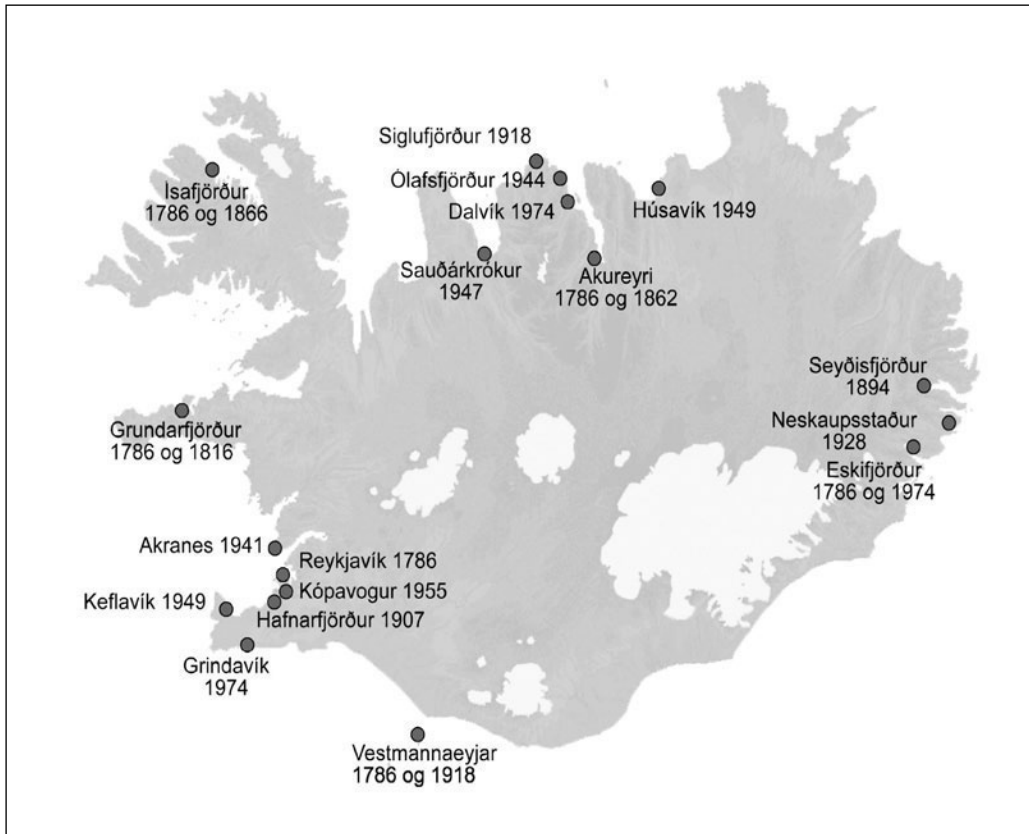 Siglufjörður 1918
Ísafjörður
1786 og 1866
Ólafsfjörður 1944
Dalvík 1974
Húsavík 1949
Sauðárkrókur
1947
Akureyri
1786 og 1862
Seyðisfjörður
1894
Grundarfjörður
1786 og 1816
Neskaupsstaður
1928
Eskifjörður
1786 og 1974
Akranes 1941
Reykjavík 1786
Kópavogur 1955
Keflavík 1949
Hafnarfjörður 1907
Grindavík
1974
Vestmannaeyjar
1786 og 1918